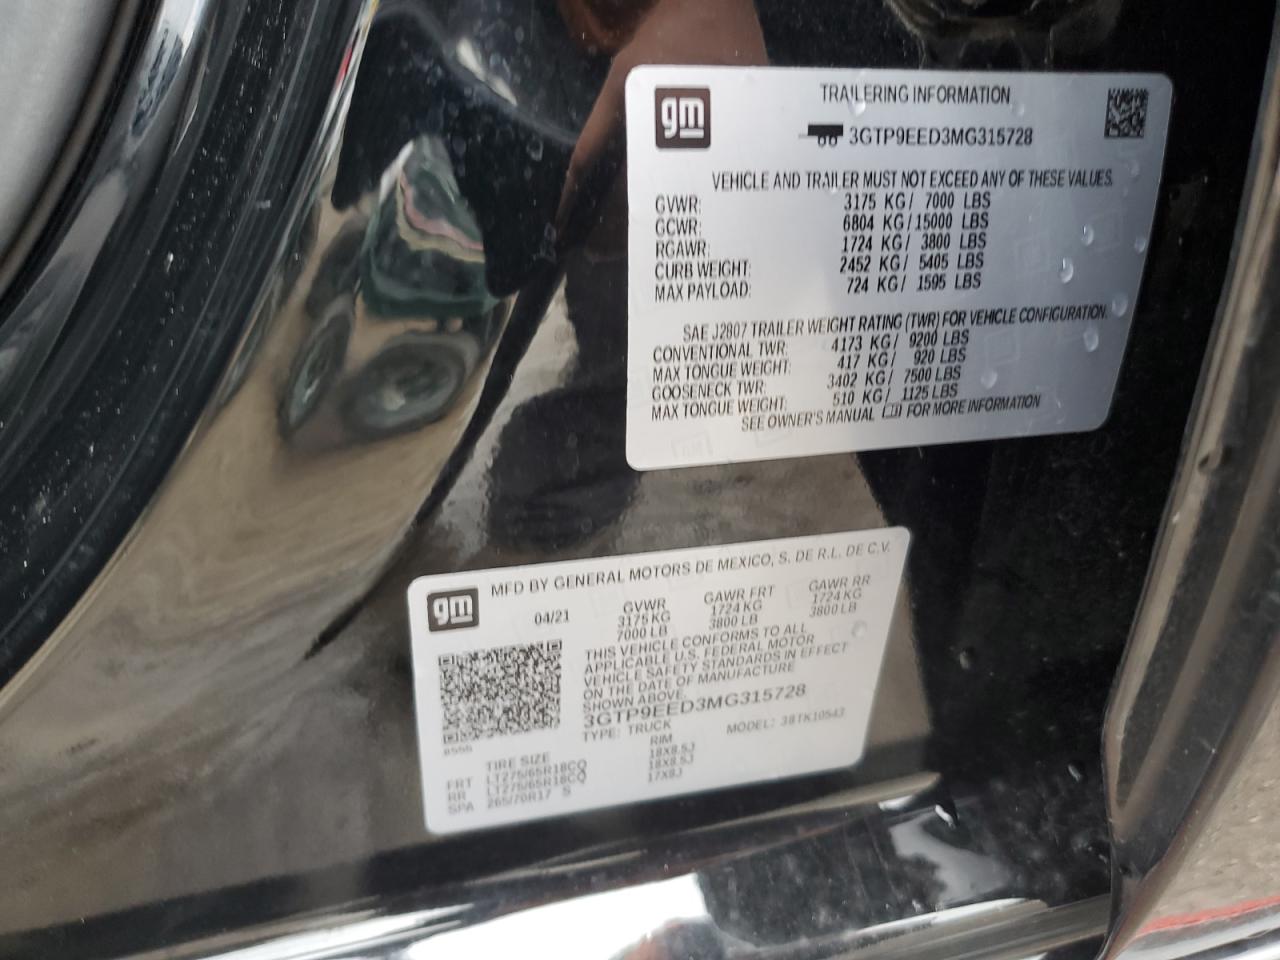 gm
TRAILERING INFORMATION
3GTP9EED3MG315728
VEHICLE AND TRAILER MUST NOT EXCEED ANY OF THESE VALUES.
GVWR: 3175 KG / 7000 LBS
GCWR: 6804 KG / 15000 LBS
RGAWR: 1724 KG / 3800 LBS
CURB WEIGHT: 2452 KG / 5405 LBS
MAX PAYLOAD: 724 KG / 1595 LBS
SAE J2807 TRAILER WEIGHT RATING (TWR) FOR VEHICLE CONFIGURATION.
CONVENTIONAL TWR: 4173 KG / 9200 LBS
MAX TONGUE WEIGHT: 417 KG / 920 LBS
GOOSENECK TWR: 3402 KG / 7500 LBS
MAX TONGUE WEIGHT: 510 KG / 1125 LBS
SEE OWNER'S MANUAL FOR MORE INFORMATION
gm
MFD BY GENERAL MOTORS DE MEXICO, S. DE R.L. DE C.V.
04/21 GVWR GAWR FRT GAWR RR
3175 KG 1724 KG 1724 KG
7000 LB 3800 LB 3800 LB
THIS VEHICLE CONFORMS TO ALL
APPLICABLE U.S. FEDERAL MOTOR
VEHICLE SAFETY STANDARDS IN EFFECT
ON THE DATE OF MANUFACTURE
SHOWN ABOVE.
3GTP9EED3MG315728
TYPE: TRUCK MODEL: 38TK10543
8556
TIRE SIZE RIM
FRT LT275/65R18CQ 18X8.5J
RR LT275/65R18CQ 18X8.5J
SPA 265/70R17 S 17X8J